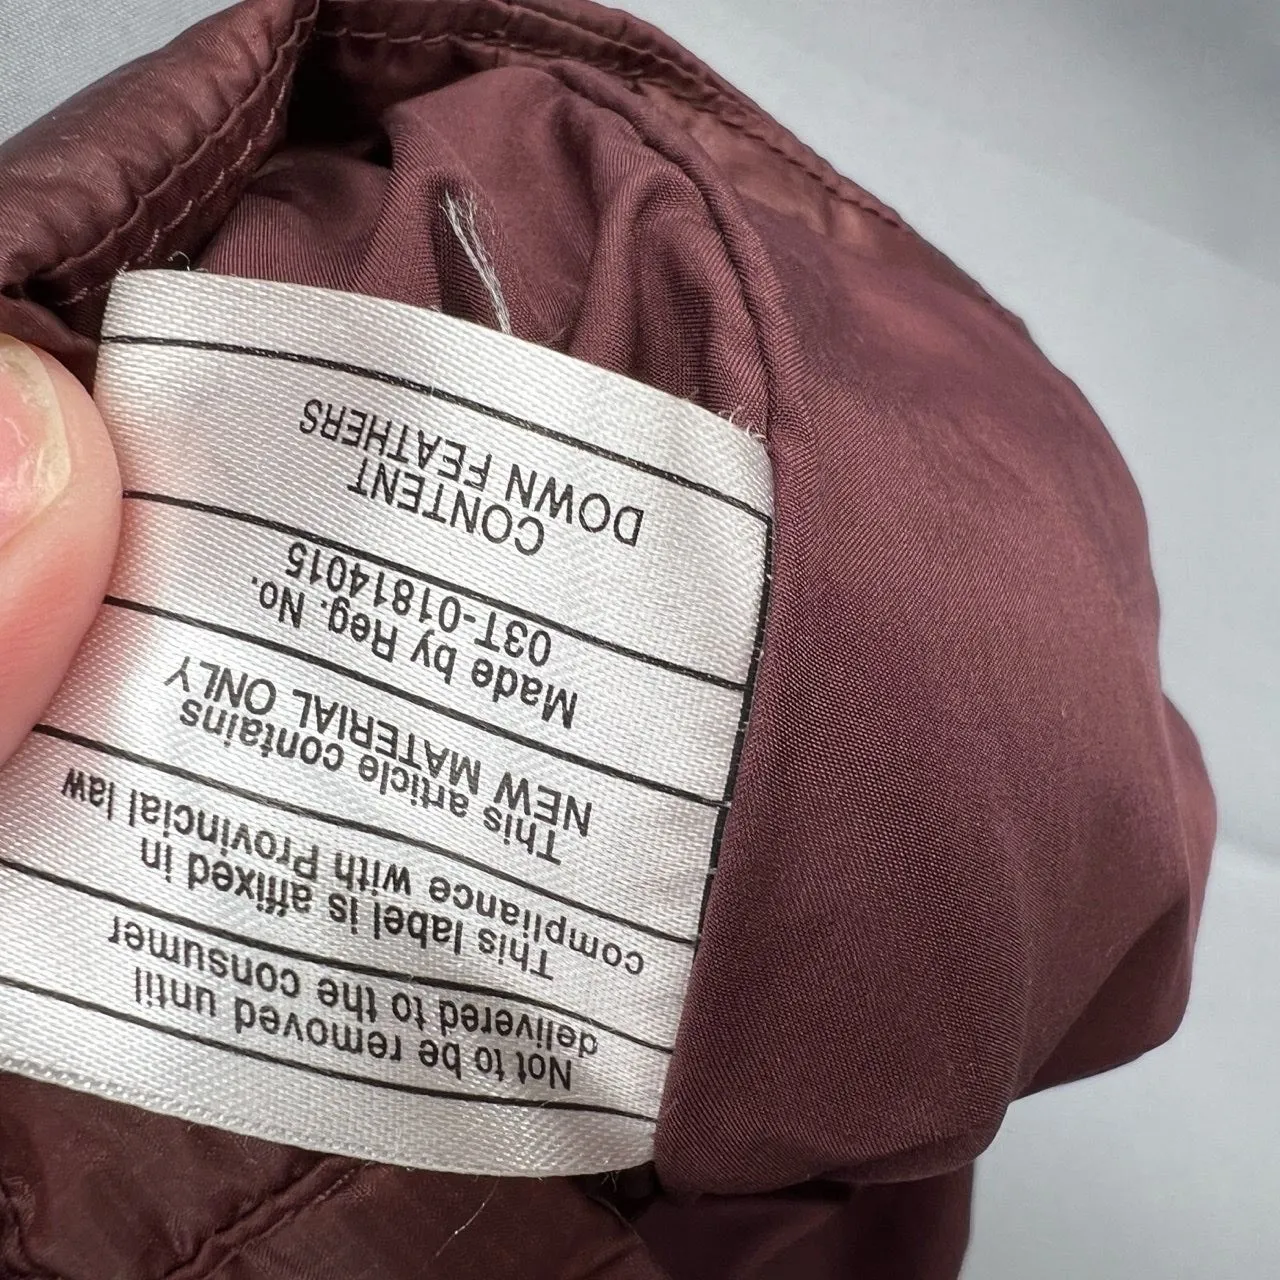 Not to be removed until
delivered to the consumer
This label is affixed in
compliance with Provincial law
This article contains
NEW MATERIAL ONLY
Made by Reg. No.
03T-01814015
CONTENT
DOWN FEATHERS